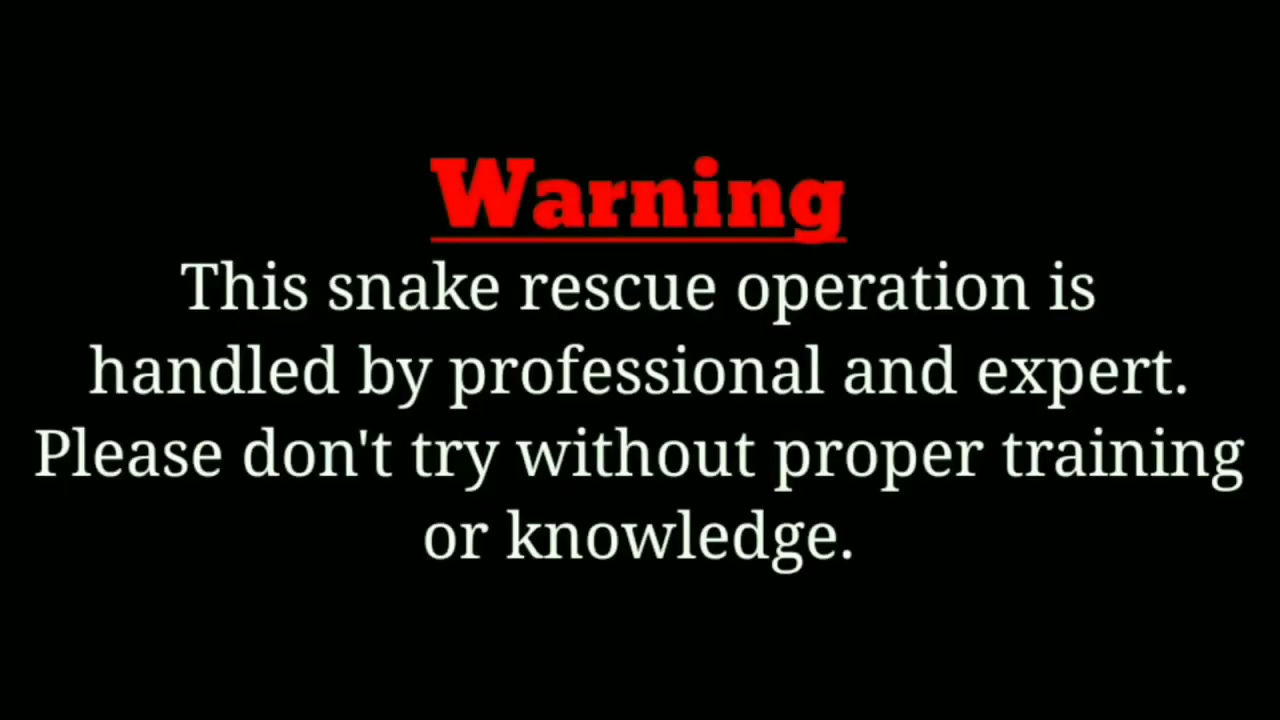 Warning
This snake rescue operation is
handled by professional and expert.
Please don't try without proper training
or knowledge.